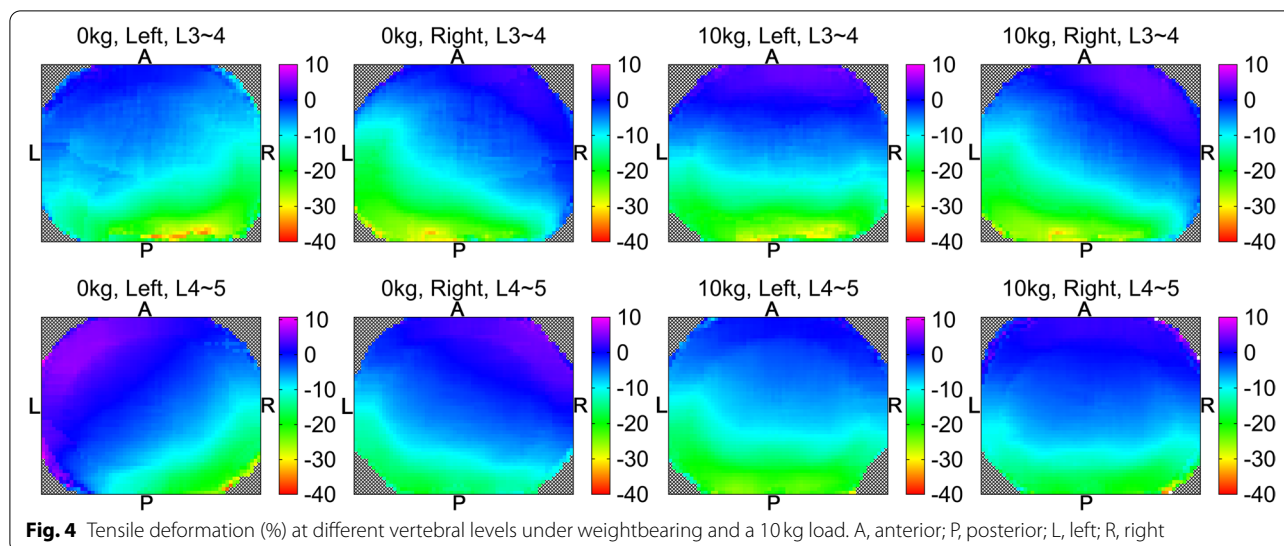 0kg, Left, L3~4 0kg, Right, L3~4 10kg, Left, L3~4 10kg, Right, L3~4
A A A A
10 10 10 10
0 0 0 0
-10 -10 -10 -10
L R L R L R L R
-20 -20 -20 -20
-30 -30 -30 -30
-40 -40 -40 -40
P P P P
0kg, Left, L4~5 0kg, Right, L4~5 10kg, Left, L4~5 10kg, Right, L4~5
A A A A
10 10 10 10
0 0 0 0
-10 -10 -10 -10
L R L R L R L R
-20 -20 -20 -20
-30 -30 -30 -30
-40 -40 -40 -40
P P P P
Fig. 4 Tensile deformation (%) at different vertebral levels under weightbearing and a 10 kg load. A, anterior; P, posterior; L, left; R, right